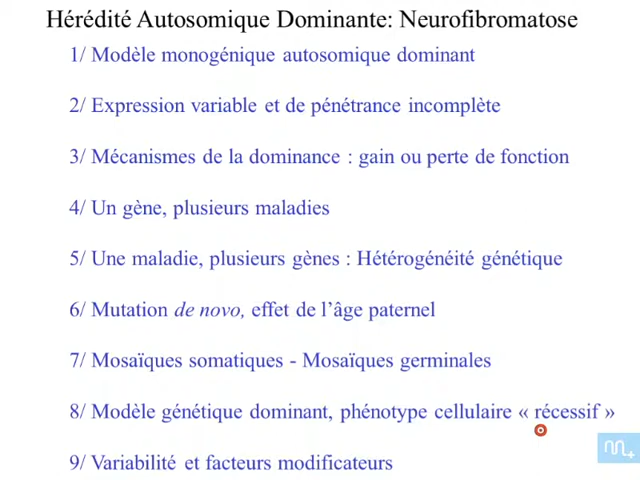 Hérédité Autosomique Dominante: Neurofibromatose
1/ Modèle monogénique autosomique dominant
2/ Expression variable et de pénétrance incomplète
3/ Mécanismes de la dominance : gain ou perte de fonction
4/ Un gène, plusieurs maladies
5/ Une maladie, plusieurs gènes : Hétérogénéité génétique
6/ Mutation de novo, effet de l’âge paternel
7/ Mosaïques somatiques - Mosaïques germinales
8/ Modèle génétique dominant, phénotype cellulaire « récessif »
9/ Variabilité et facteurs modificateurs